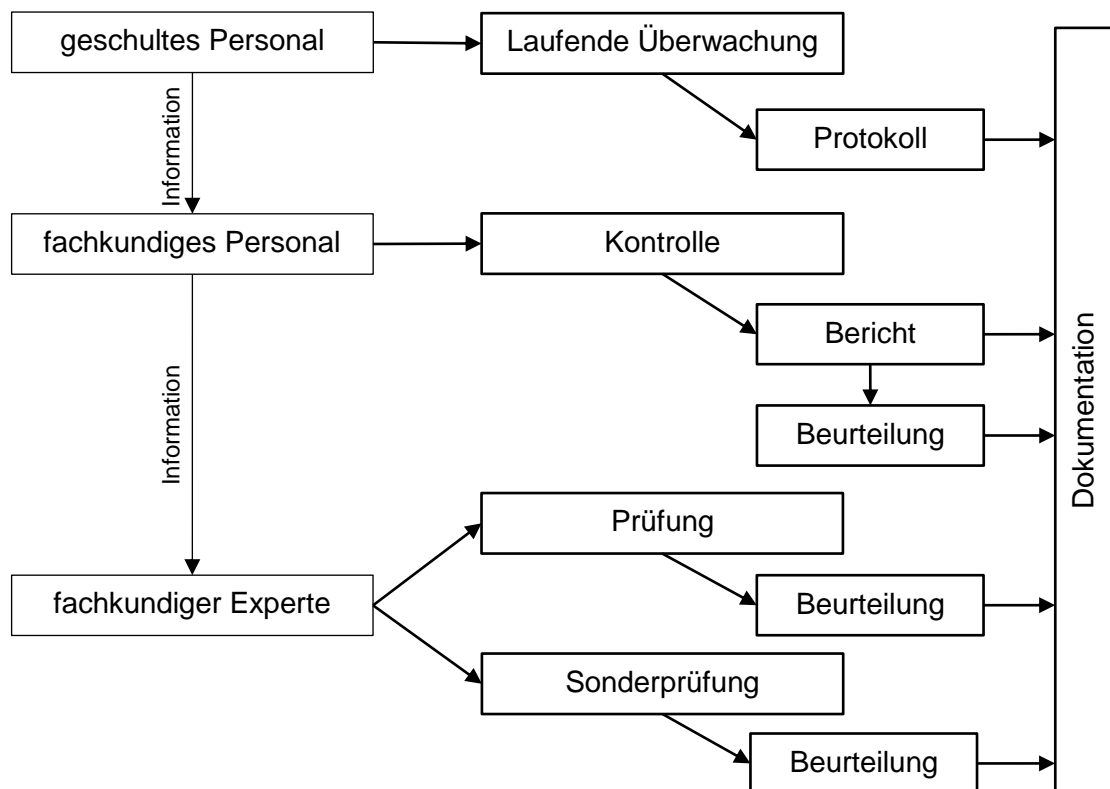 geschultes Personal
Laufende Überwachung
Information
Protokoll
fachkundiges Personal
Kontrolle
Bericht
Information
Beurteilung
Dokumentation
Prüfung
fachkundiger Experte
Beurteilung
Sonderprüfung
Beurteilung